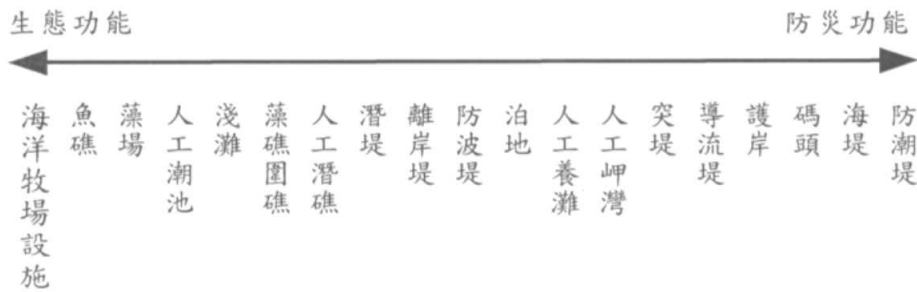 生態功能
防災功能
海洋牧場設施
魚礁
藻場
人工潮池
淺灘
藻礁圍礁
人工潛礁
潛堤
離岸堤
防波堤
泊地
人工養灘
人工岬灣
突堤
導流堤
護岸
碼頭
海堤
防潮堤